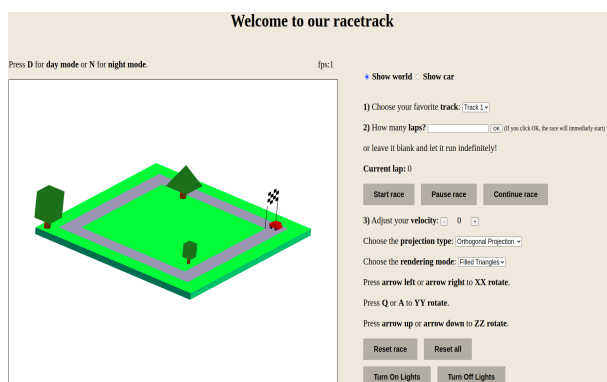 Welcome to our racetrack
Press D for day mode or N for night mode.
fps:1
Show world Show car
1) Choose your favorite track: Track 1
2) How many laps? OK (If you click OK, the race will immediatly start)
or leave it blank and let it run indefinitely!
Current lap: 0
Start race Pause race Continue race
3) Adjust your velocity: - 0 +
Choose the projection type: Orthogonal Projection
Choose the rendering mode: Filled Triangles
Press arrow left or arrow right to XX rotate.
Press Q or A to YY rotate.
Press arrow up or arrow down to ZZ rotate.
Reset race Reset all
Turn On Lights Turn Off Lights